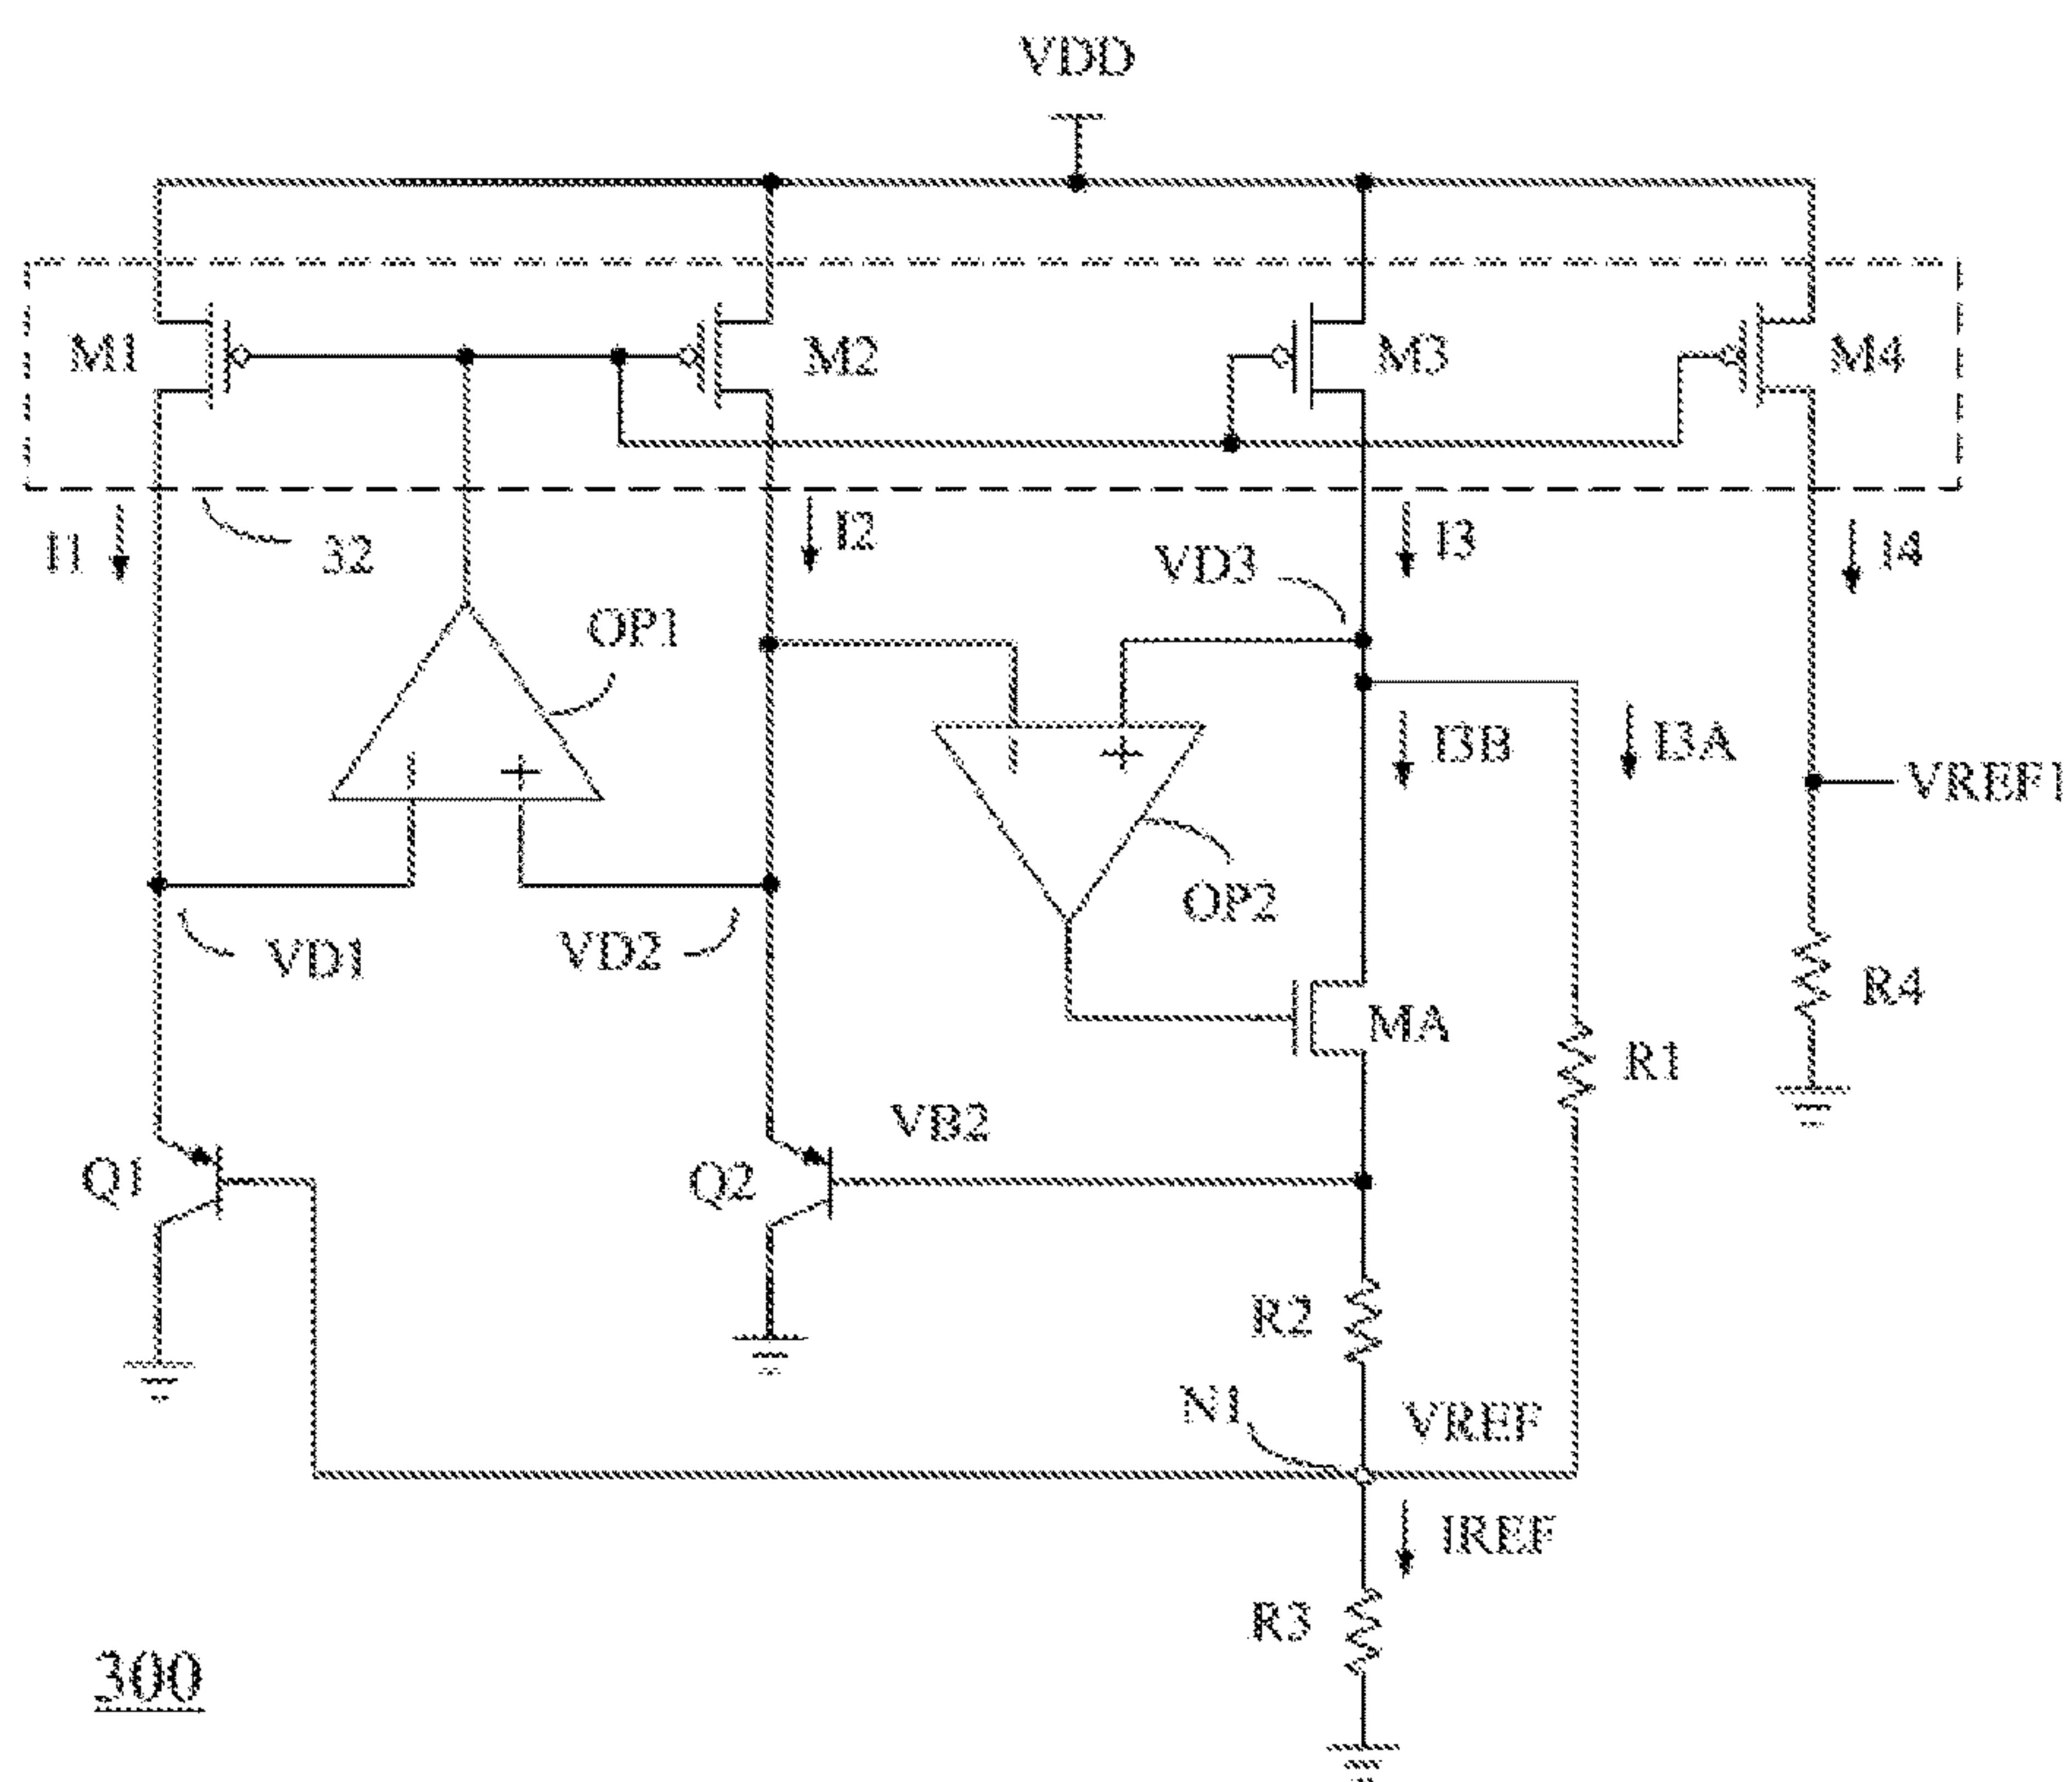 VDD
M1
M2
M3
M4
I1
32
I2
I3
I4
VD3
OP1
I3B
I3A
VREF1
OP2
VD1
VD2
R4
MA
R1
VB2
Q1
Q2
R2
N1
VREF
IREF
R3
300